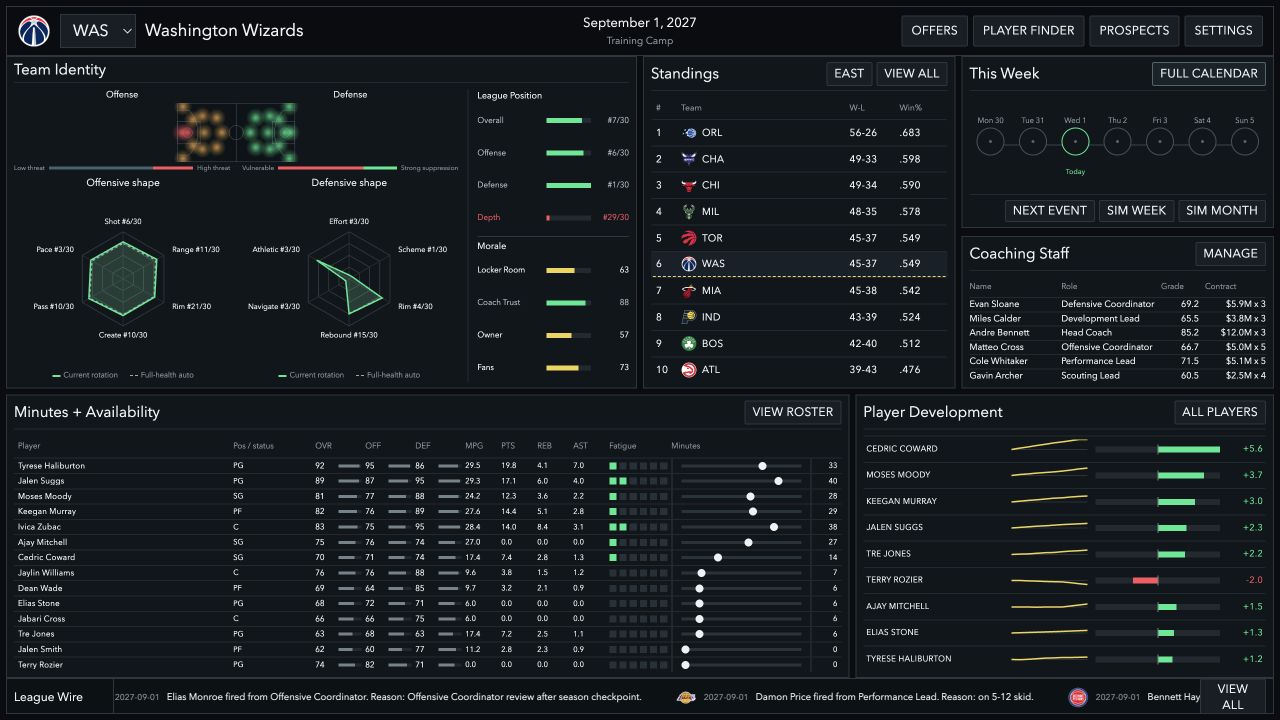 WAS
Washington Wizards
September 1, 2027
Training Camp
OFFERS
PLAYER FINDER
PROSPECTS
SETTINGS
Team Identity
Offense
Defense
Low threat
High threat
Vulnerable
Strong suppression
Offensive shape
Defensive shape
Shot #6/30
Pace #3/30
Range #11/30
Pass #10/30
Rim #21/30
Create #10/30
Effort #3/30
Athletic #3/30
Scheme #1/30
Navigate #3/30
Rim #4/30
Rebound #15/30
Current rotation
Full-health auto
Current rotation
Full-health auto
League Position
Overall #7/30
Offense #6/30
Defense #1/30
Depth #29/30
Morale
Locker Room 63
Coach Trust 88
Owner 57
Fans 73
Standings
EAST
VIEW ALL
# Team W-L Win%
1 ORL 56-26 .683
2 CHA 49-33 .598
3 CHI 49-34 .590
4 MIL 48-35 .578
5 TOR 45-37 .549
6 WAS 45-37 .549
7 MIA 45-38 .542
8 IND 43-39 .524
9 BOS 42-40 .512
10 ATL 39-43 .476
This Week
FULL CALENDAR
Mon 30 Tue 31 Wed 1 Thu 2 Fri 3 Sat 4 Sun 5
Today
NEXT EVENT
SIM WEEK
SIM MONTH
Coaching Staff
MANAGE
Name Role Grade Contract
Evan Sloane Defensive Coordinator 69.2 $5.9M x 3
Miles Calder Development Lead 65.5 $3.8M x 3
Andre Bennett Head Coach 85.2 $12.0M x 3
Matteo Cross Offensive Coordinator 66.7 $5.0M x 5
Cole Whitaker Performance Lead 71.5 $5.1M x 5
Gavin Archer Scouting Lead 60.5 $2.5M x 4
Minutes + Availability
VIEW ROSTER
Player Pos / status OVR OFF DEF MPG PTS REB AST Fatigue Minutes
Tyrese Haliburton PG 92 95 86 29.5 19.8 4.1 7.0 33
Jalen Suggs PG 89 87 95 29.3 17.1 6.0 4.0 40
Moses Moody SG 81 77 88 24.2 12.3 3.6 2.2 28
Keegan Murray PF 82 76 89 27.6 14.4 5.1 2.8 29
Ivica Zubac C 83 75 95 28.4 14.0 8.4 3.1 38
Ajay Mitchell SG 75 76 74 27.0 0.0 0.0 0.0 27
Cedric Coward SG 70 71 74 17.4 7.4 2.8 1.3 14
Jaylin Williams C 76 76 88 9.6 3.8 1.5 1.2 7
Dean Wade PF 69 64 85 9.7 3.2 2.1 0.9 6
Elias Stone PG 68 72 71 6.0 0.0 0.0 0.0 6
Jabari Cross C 66 66 75 6.0 0.0 0.0 0.0 6
Tre Jones PG 63 68 63 17.4 7.2 2.5 1.1 6
Jalen Smith PF 62 60 77 11.2 2.8 2.3 0.9 0
Terry Rozier PG 74 82 71 0.0 0.0 0.0 0.0 0
Player Development
ALL PLAYERS
CEDRIC COWARD +5.6
MOSES MOODY +3.7
KEEGAN MURRAY +3.0
JALEN SUGGS +2.3
TRE JONES +2.2
TERRY ROZIER -2.0
AJAY MITCHELL +1.5
ELIAS STONE +1.3
TYRESE HALIBURTON +1.2
League Wire
2027-09-01 Elias Monroe fired from Offensive Coordinator. Reason: Offensive Coordinator review after season checkpoint.
2027-09-01 Damon Price fired from Performance Lead. Reason: on 5-12 skid.
2027-09-01 Bennett Hay
VIEW
ALL